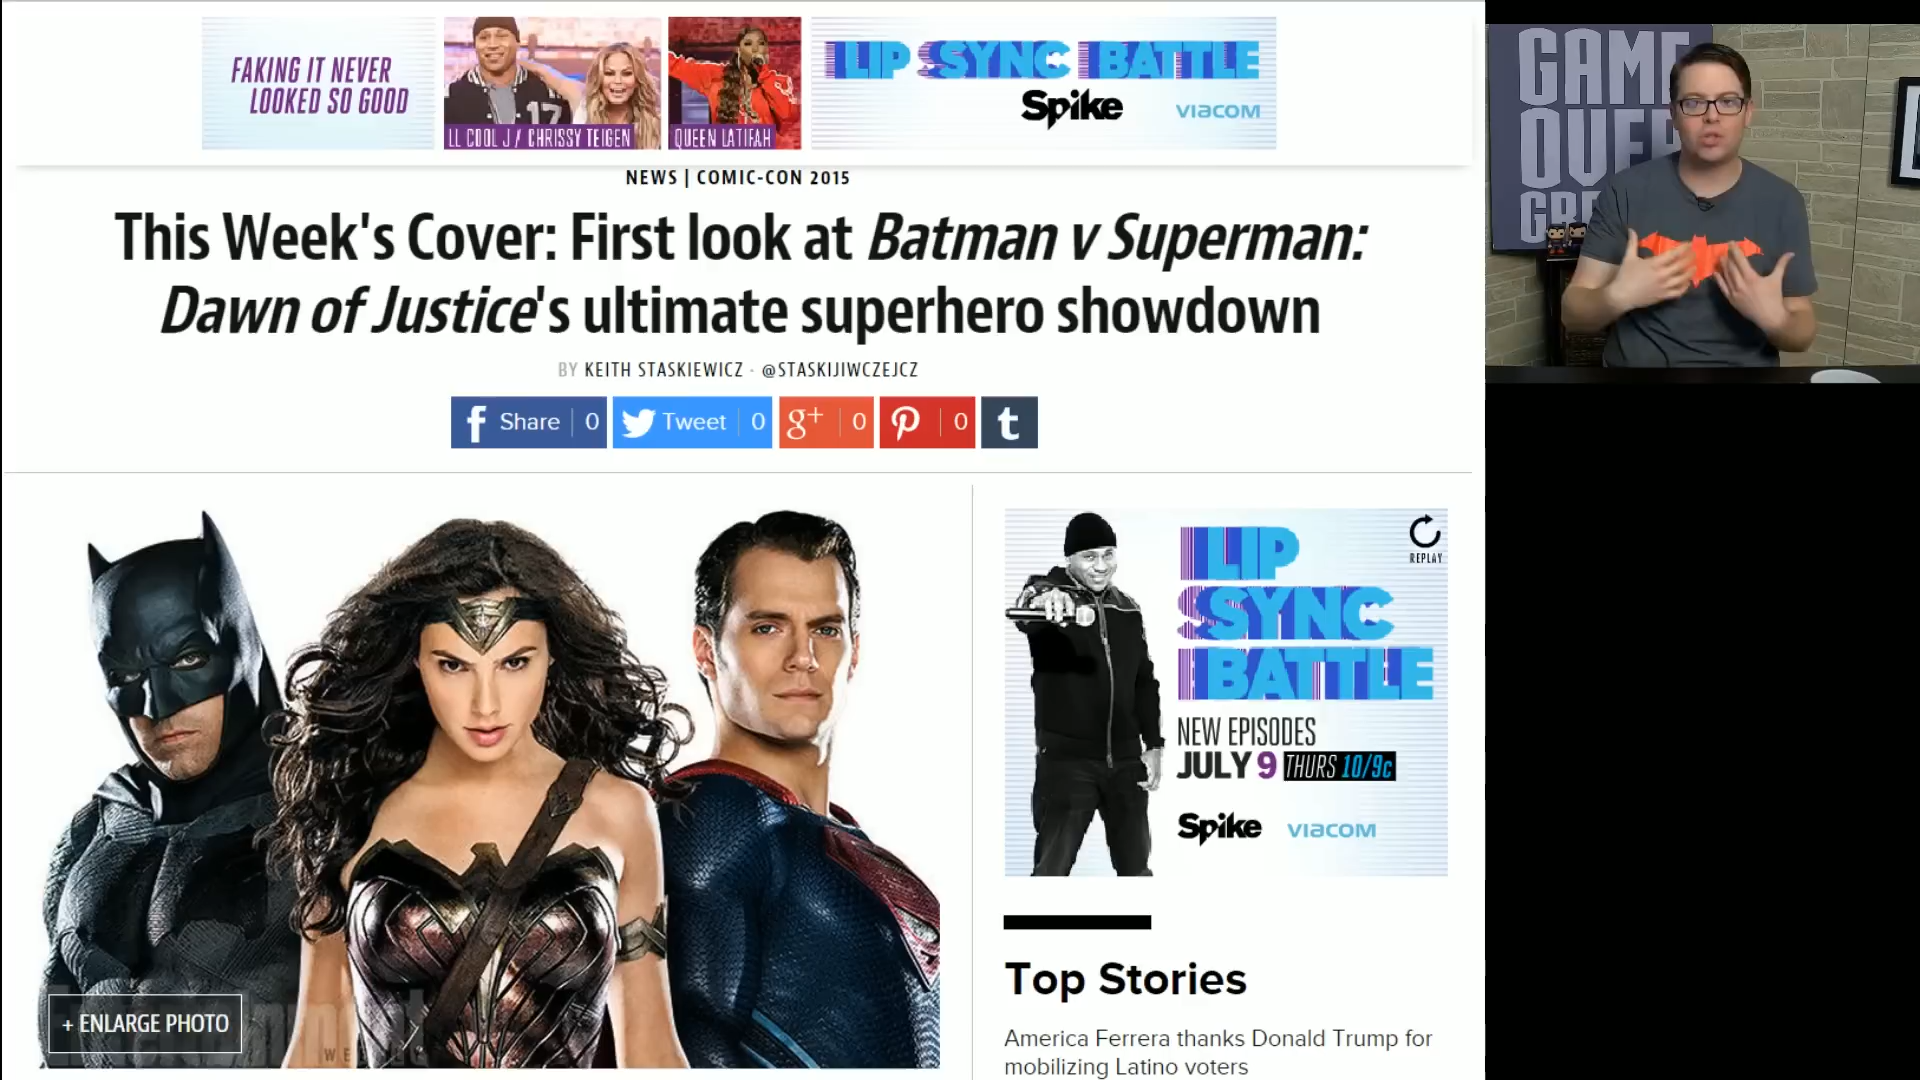 FAKING IT NEVER
LOOKED SO GOOD
17
LL COOL J / CHRISSY TEIGEN
QUEEN LATIFAH
LIP SYNC BATTLE
Spike
VIACOM
GAME
OVER
NEWS | COMIC-CON 2015
This Week's Cover: First look at Batman v Superman:
Dawn of Justice's ultimate superhero showdown
BY KEITH STASKIEWICZ · @STASKIJIWCZEJCZ
Share | 0
Tweet | 0
g+ | 0
0
t
LIP
SYNC
BATTLE
REPLAY
NEW EPISODES
JULY 9 THURS 10/9c
Spike
VIACOM
+ ENLARGE PHOTO
Top Stories
America Ferrera thanks Donald Trump for
mobilizing Latino voters